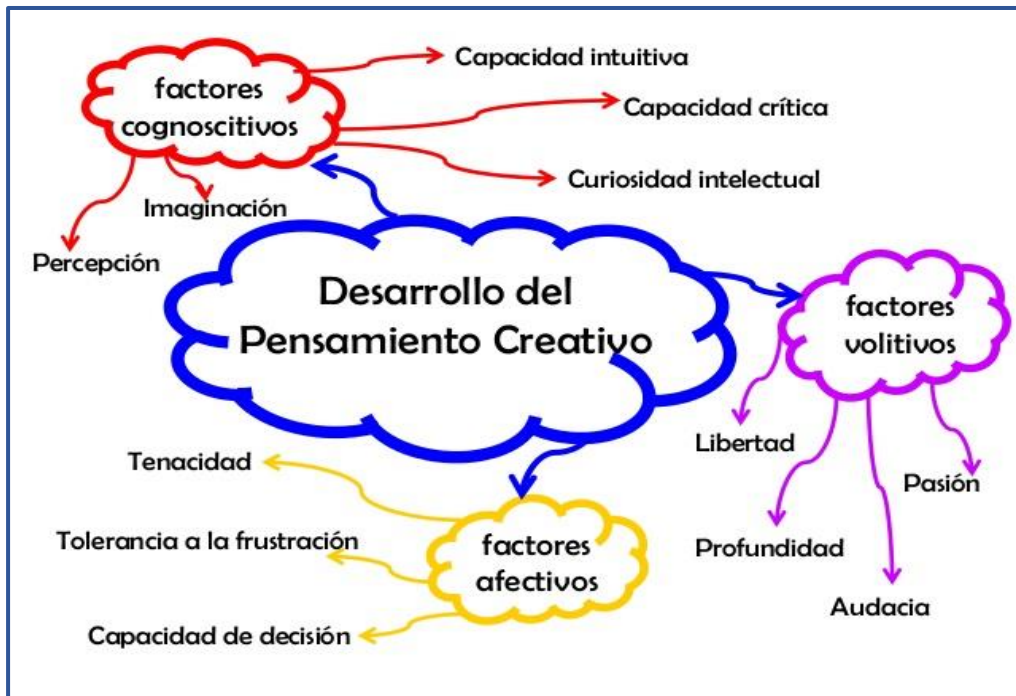 factores
cognoscitivos
Capacidad intuitiva
Capacidad crítica
Curiosidad intelectual
Imaginación
Percepción
Desarrollo del
Pensamiento Creativo
factores
volitivos
Libertad
Profundidad
Audacia
Pasión
factores
afectivos
Tenacidad
Tolerancia a la frustración
Capacidad de decisión